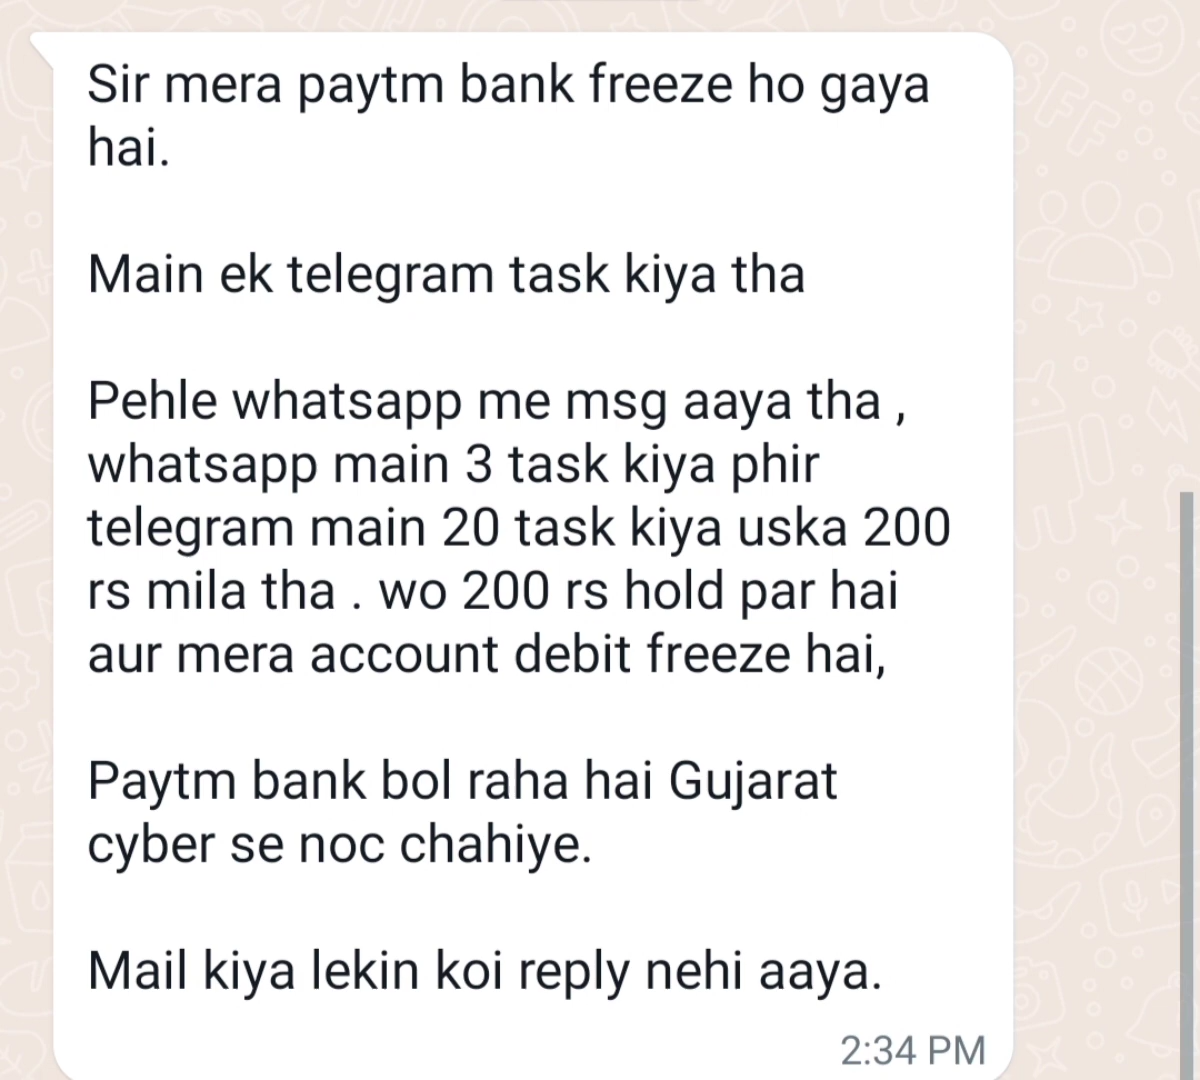 Sir mera paytm bank freeze ho gaya
hai.
Main ek telegram task kiya tha
Pehle whatsapp me msg aaya tha ,
whatsapp main 3 task kiya phir
telegram main 20 task kiya uska 200
rs mila tha . wo 200 rs hold par hai
aur mera account debit freeze hai,
Paytm bank bol raha hai Gujarat
cyber se noc chahiye.
Mail kiya lekin koi reply nehi aaya.
2:34 PM